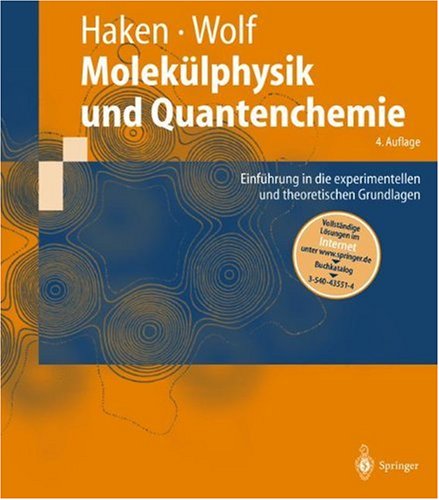 Haken · Wolf
Molekülphysik
und Quantenchemie
4. Auflage
Einführung in die experimentellen
und theoretischen Grundlagen
Vollständige
Lösungen im
Internet
unter www.springer.de
Buchkatalog
3-540-43551-4
Springer